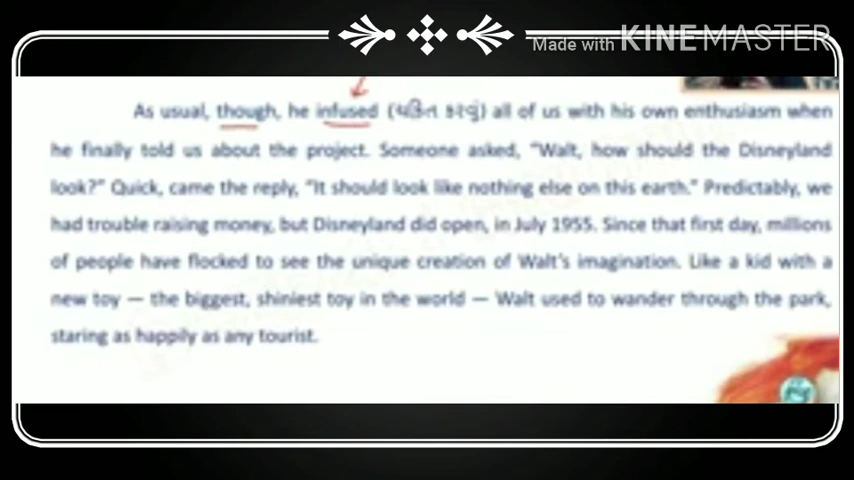 Made with KINEMASTER
As usual, though, he infused (ચકિત કરવું) all of us with his own enthusiasm when
he finally told us about the project. Someone asked, “Walt, how should the Disneyland
look?” Quick, came the reply, “It should look like nothing else on this earth.” Predictably, we
had trouble raising money, but Disneyland did open, in July 1955. Since that first day, millions
of people have flocked to see the unique creation of Walt’s imagination. Like a kid with a
new toy — the biggest, shiniest toy in the world — Walt used to wander through the park,
staring as happily as any tourist.